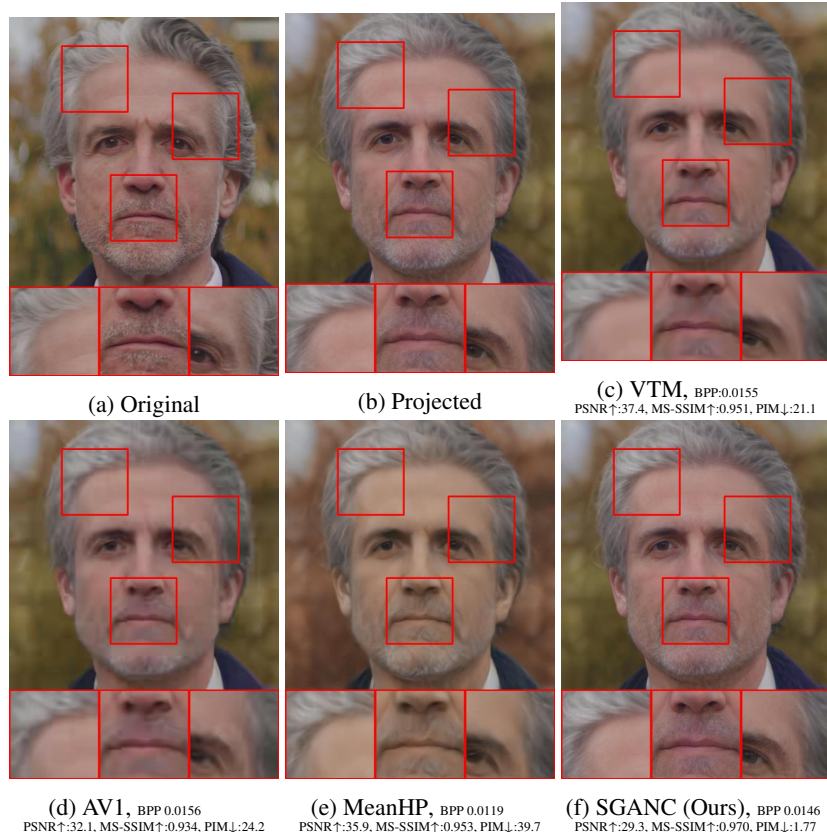 (a) Original
(b) Projected
(c) VTM, BPP:0.0155
PSNR↑:37.4, MS-SSIM↑:0.951, PIM↓:21.1
(d) AV1, BPP 0.0156
PSNR↑:32.1, MS-SSIM↑:0.934, PIM↓:24.2
(e) MeanHP, BPP 0.0119
PSNR↑:35.9, MS-SSIM↑:0.953, PIM↓:39.7
(f) SGANC (Ours), BPP 0.0146
PSNR↑:29.3, MS-SSIM↑:0.970, PIM↓:1.77